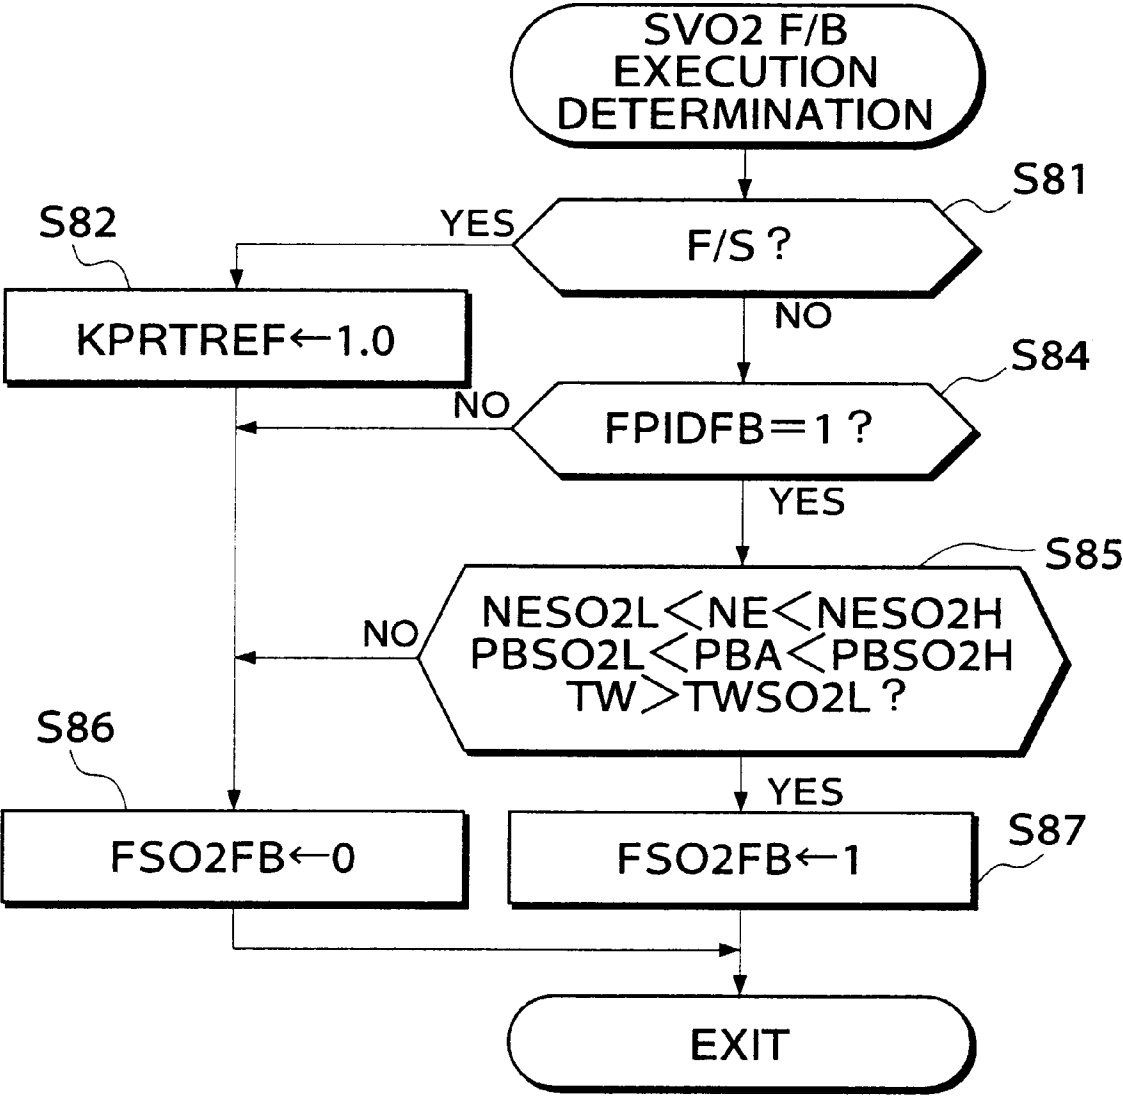 SVO2 F/B
EXECUTION
DETERMINATION
S81
F/S?
YES
S82
KPRTREF←1.0
NO
S84
FPIDFB=1?
NO
YES
S85
NESO2L<NE<NESO2H
PBSO2L<PBA<PBSO2H
TW>TWSO2L?
NO
YES
S86
FSO2FB←0
S87
FSO2FB←1
EXIT